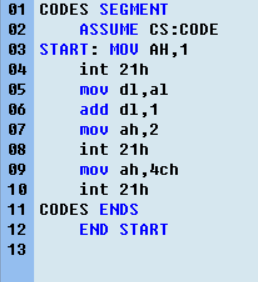 01 CODES SEGMENT
02     ASSUME CS:CODE
03 START: MOV AH,1
04     int 21h
05     mov dl,al
06     add dl,1
07     mov ah,2
08     int 21h
09     mov ah,4ch
10     int 21h
11 CODES ENDS
12     END START
13